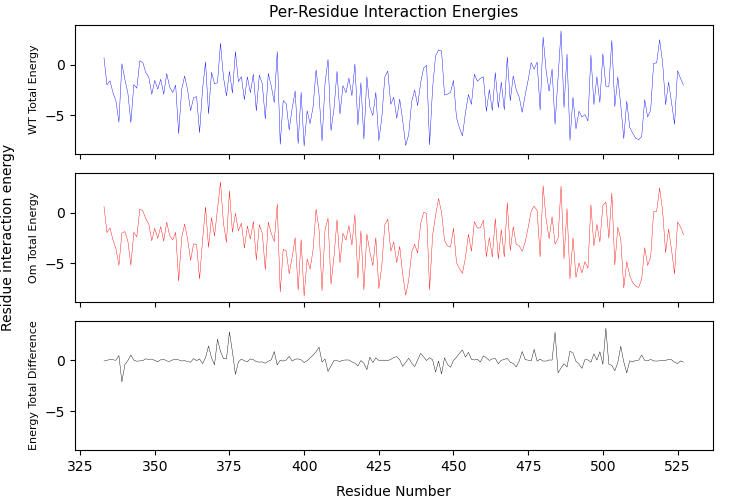 Per-Residue Interaction Energies
WT Total Energy
0
−5
Residue interaction energy
Om Total Energy
0
−5
Energy Total Difference
0
−5
325 350 375 400 425 450 475 500 525
Residue Number